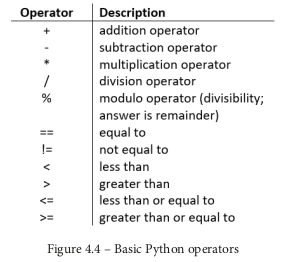 Operator Description
+ addition operator
- subtraction operator
* multiplication operator
/ division operator
% modulo operator (divisibility;
answer is remainder)
== equal to
!= not equal to
< less than
> greater than
<= less than or equal to
>= greater than or equal to
Figure 4.4 – Basic Python operators